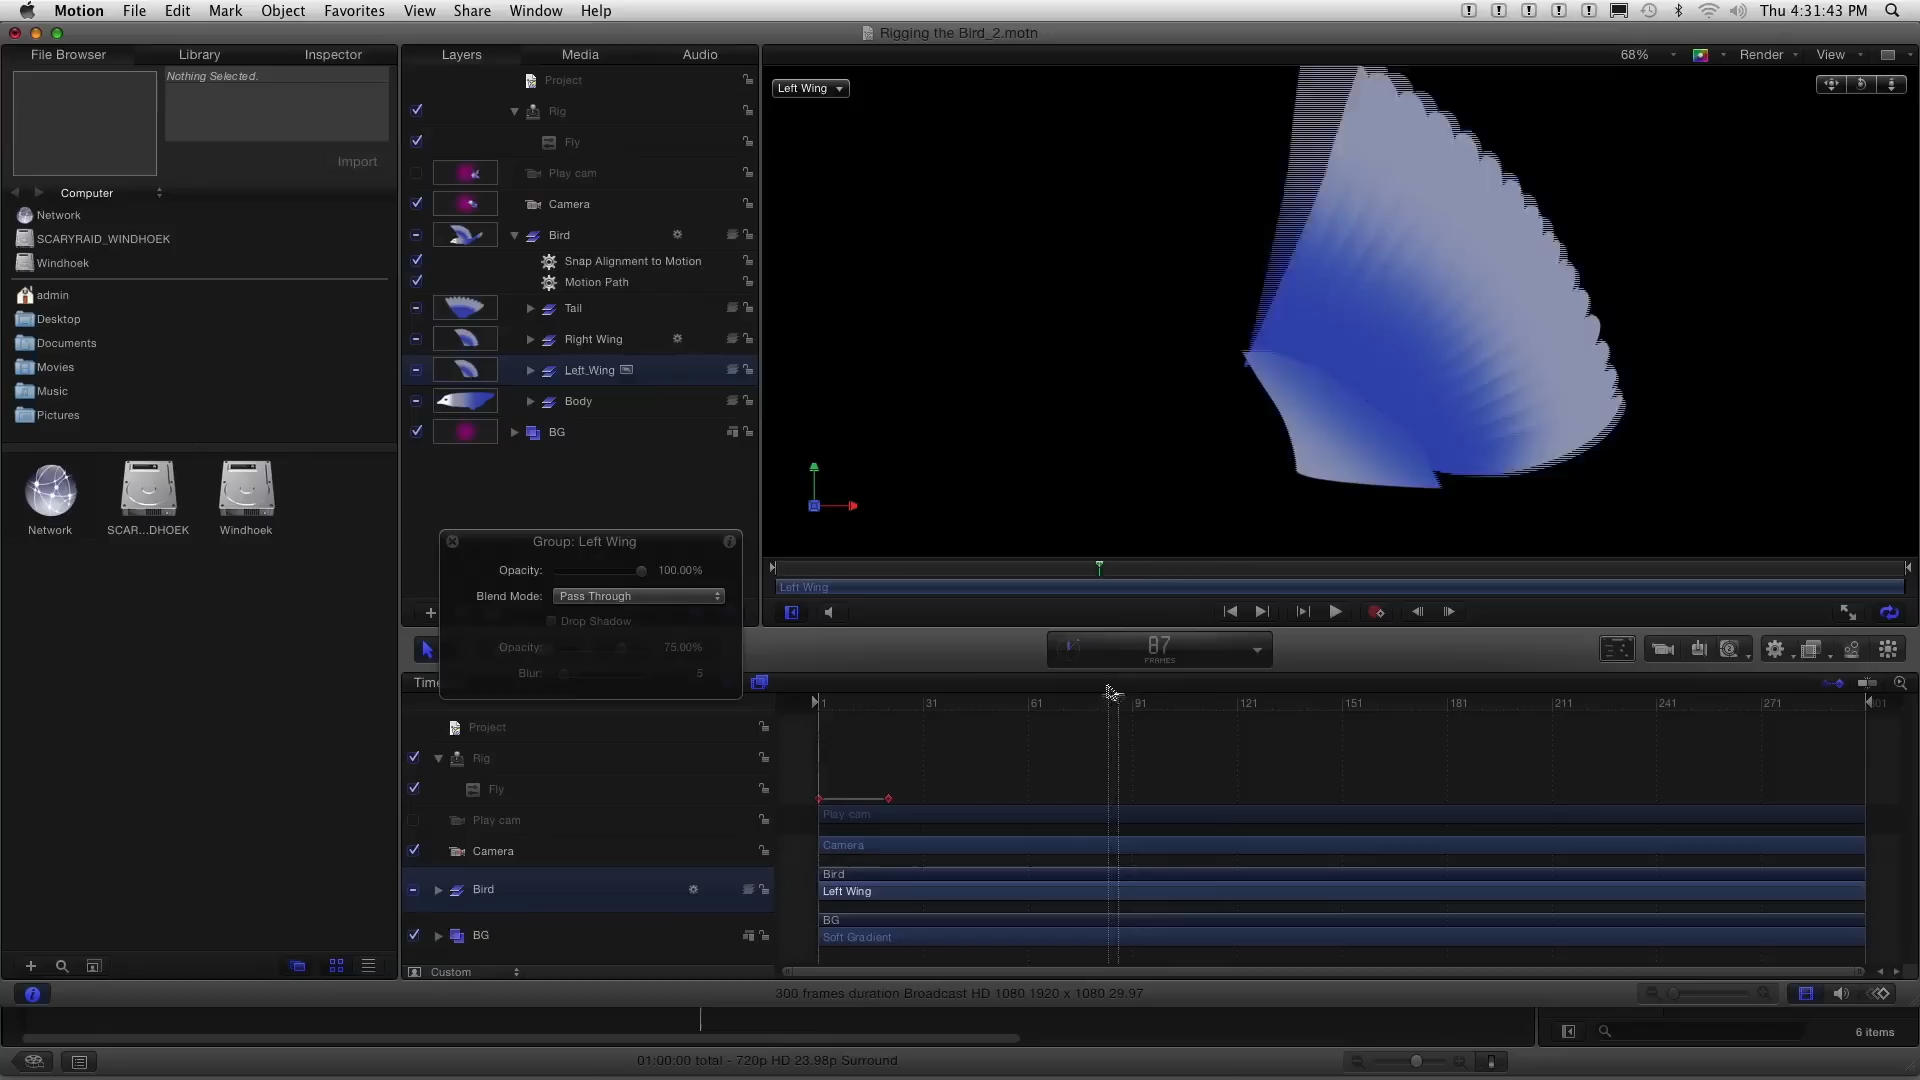 Motion File Edit Mark Object Favorites View Share Window Help Thu 4:31:43 PM
Rigging the Bird_2.motn
File Browser Library Inspector Layers Media Audio 68% Render View
Nothing Selected.
Import
Computer
Network
SCARYRAID_WINDHOEK
Windhoek
admin
Desktop
Documents
Movies
Music
Pictures
Network SCAR...DHOEK Windhoek
Project
Rig
Fly
Play cam
Camera
Bird
Snap Alignment to Motion
Motion Path
Tail
Right Wing
Left Wing
Body
BG
Left Wing
Group: Left Wing
Opacity: 100.00%
Blend Mode: Pass Through
Drop Shadow
Opacity: 75.00%
Blur: 5
Left Wing
87
FRAMES
1 31 61 91 121 151 181 211 241 271
Project
Rig
Fly
Play cam
Camera
Bird
BG
Custom
Play cam
Camera
Bird
Left Wing
BG
Soft Gradient
300 frames duration Broadcast HD 1080 1920 x 1080 29.97
6 items
01:00:00 total - 720p HD 23.98p Surround